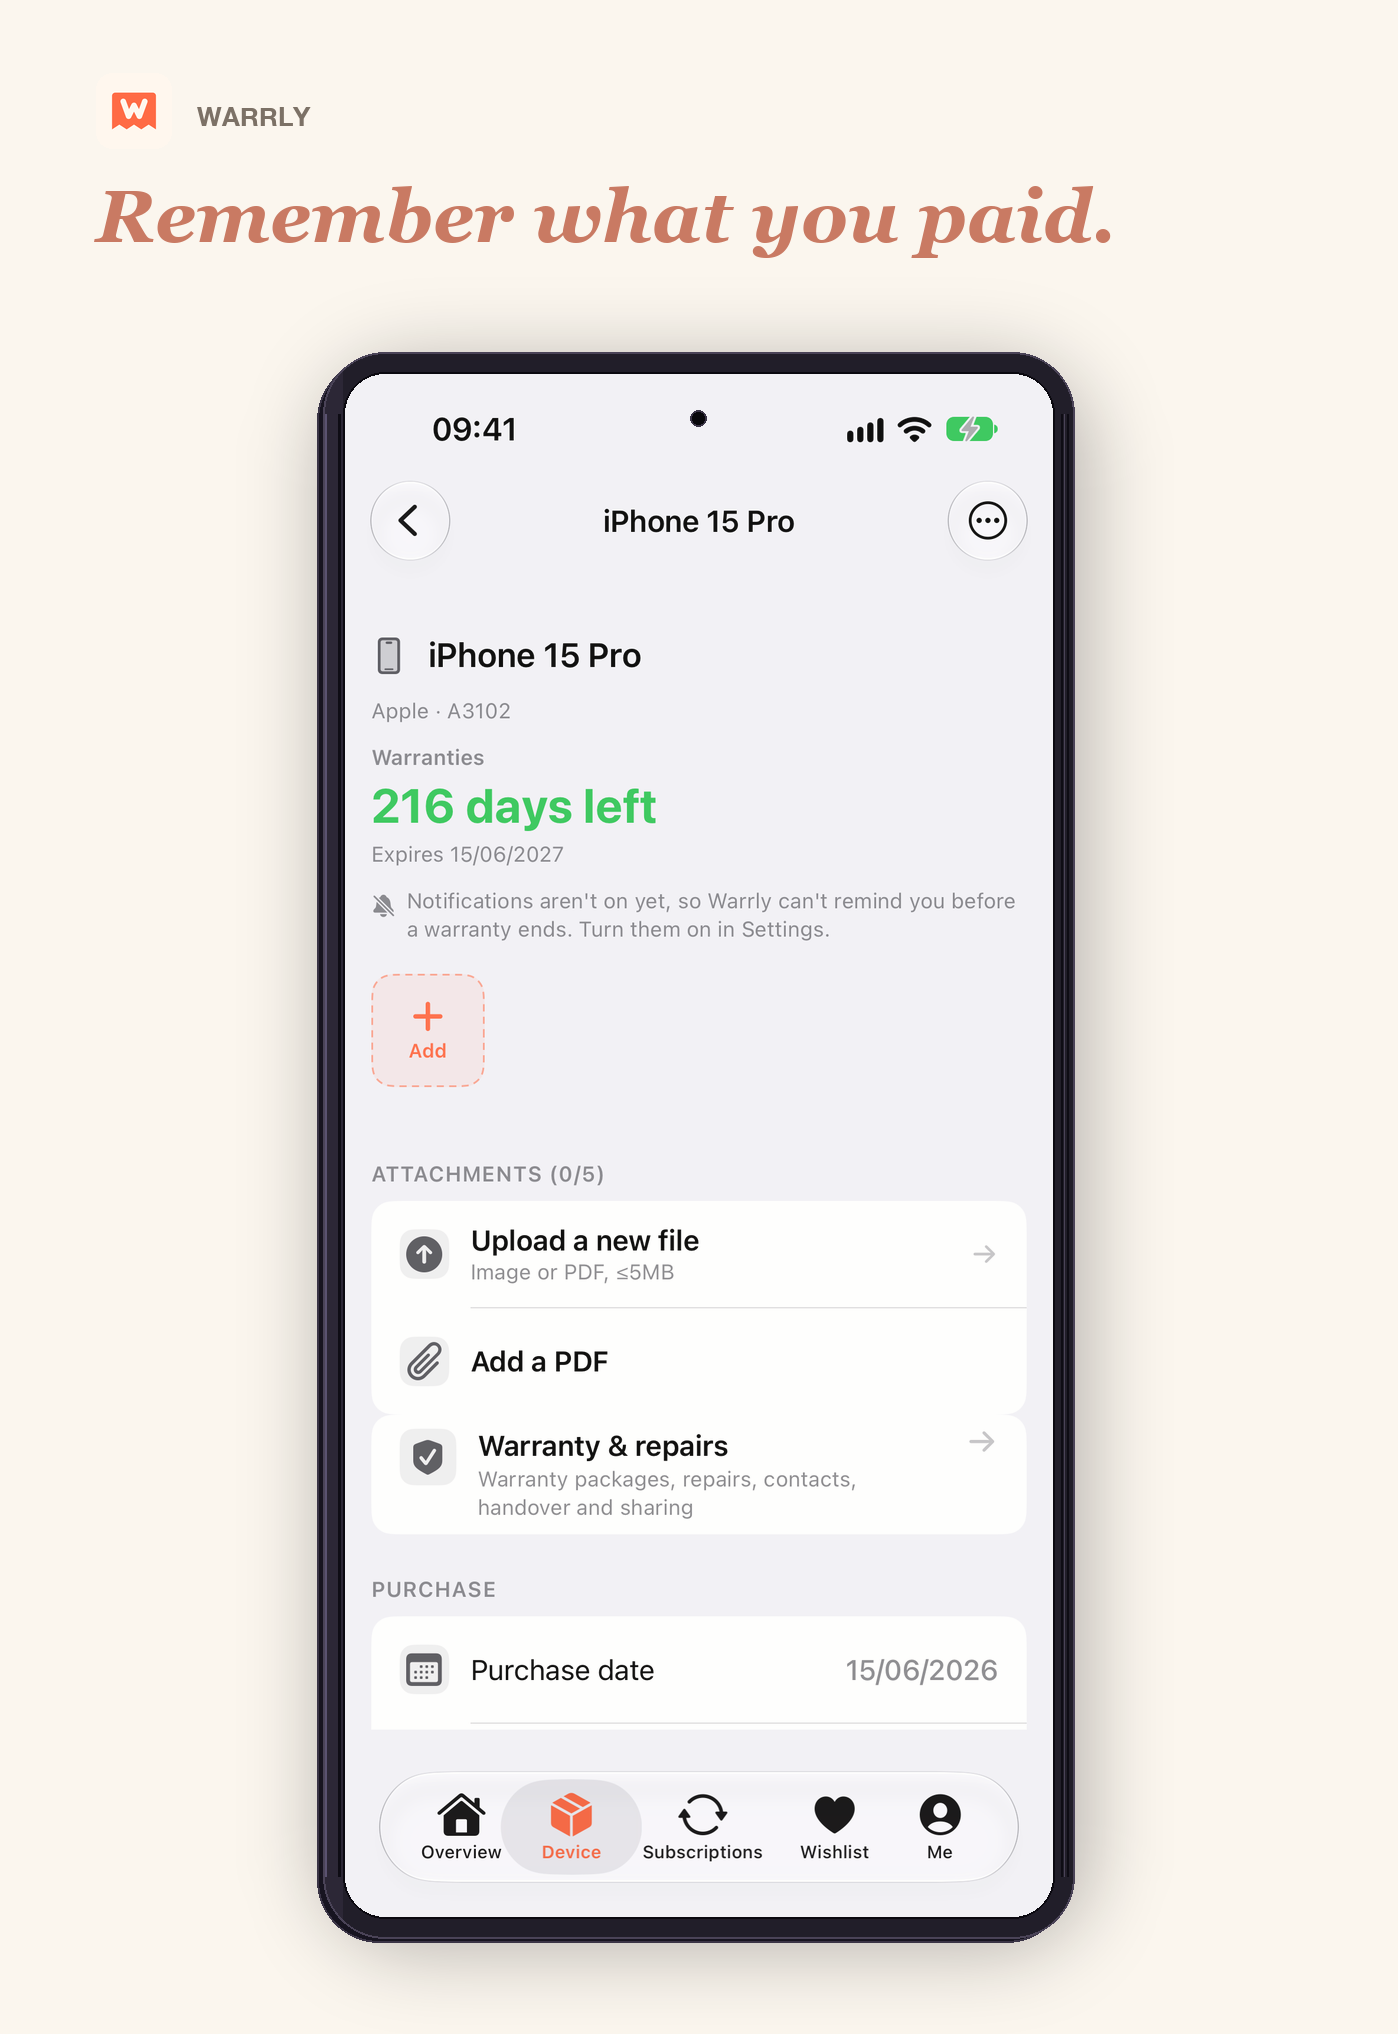 WARRLY
Remember what you paid.
09:41
iPhone 15 Pro
iPhone 15 Pro
Apple · A3102
Warranties
216 days left
Expires 15/06/2027
Notifications aren't on yet, so Warrly can't remind you before
a warranty ends. Turn them on in Settings.
Add
ATTACHMENTS (0/5)
Upload a new file
Image or PDF, ≤5MB
Add a PDF
Warranty & repairs
Warranty packages, repairs, contacts,
handover and sharing
PURCHASE
Purchase date 15/06/2026
Overview Device Subscriptions Wishlist Me